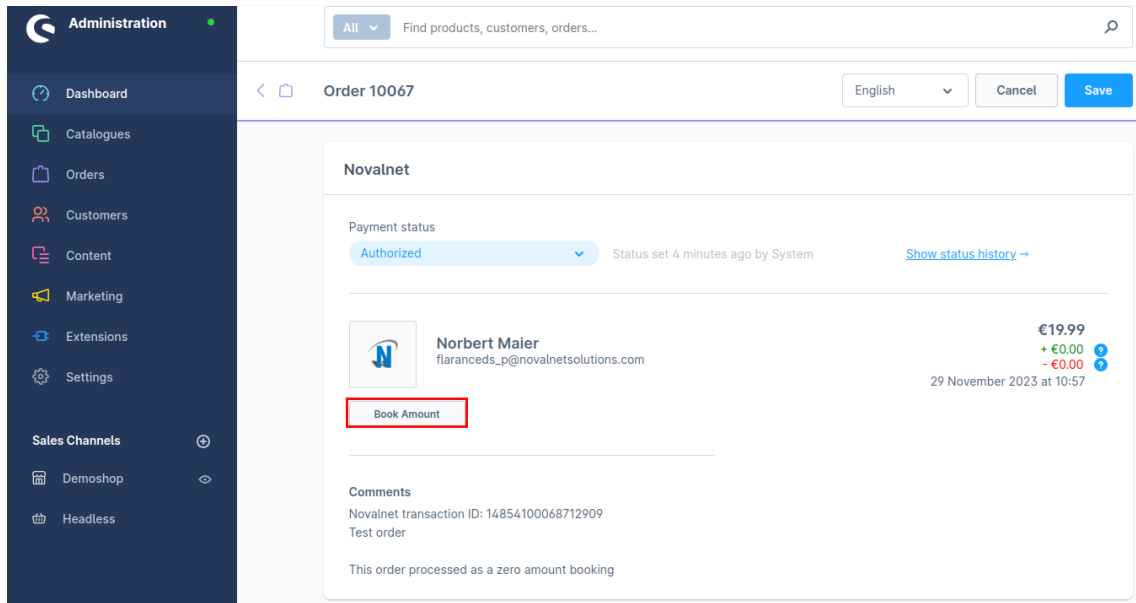 Administration
All
Find products, customers, orders...
Dashboard
Catalogues
Orders
Customers
Content
Marketing
Extensions
Settings
Sales Channels
Demoshop
Headless
Order 10067
English
Cancel
Save
Novalnet
Payment status
Authorized
Status set 4 minutes ago by System
Show status history →
N
Norbert Maier
flaranceds_p@novalnetsolutions.com
€19.99
+ €0.00 ?
- €0.00 ?
29 November 2023 at 10:57
Book Amount
Comments
Novalnet transaction ID: 14854100068712909
Test order
This order processed as a zero amount booking